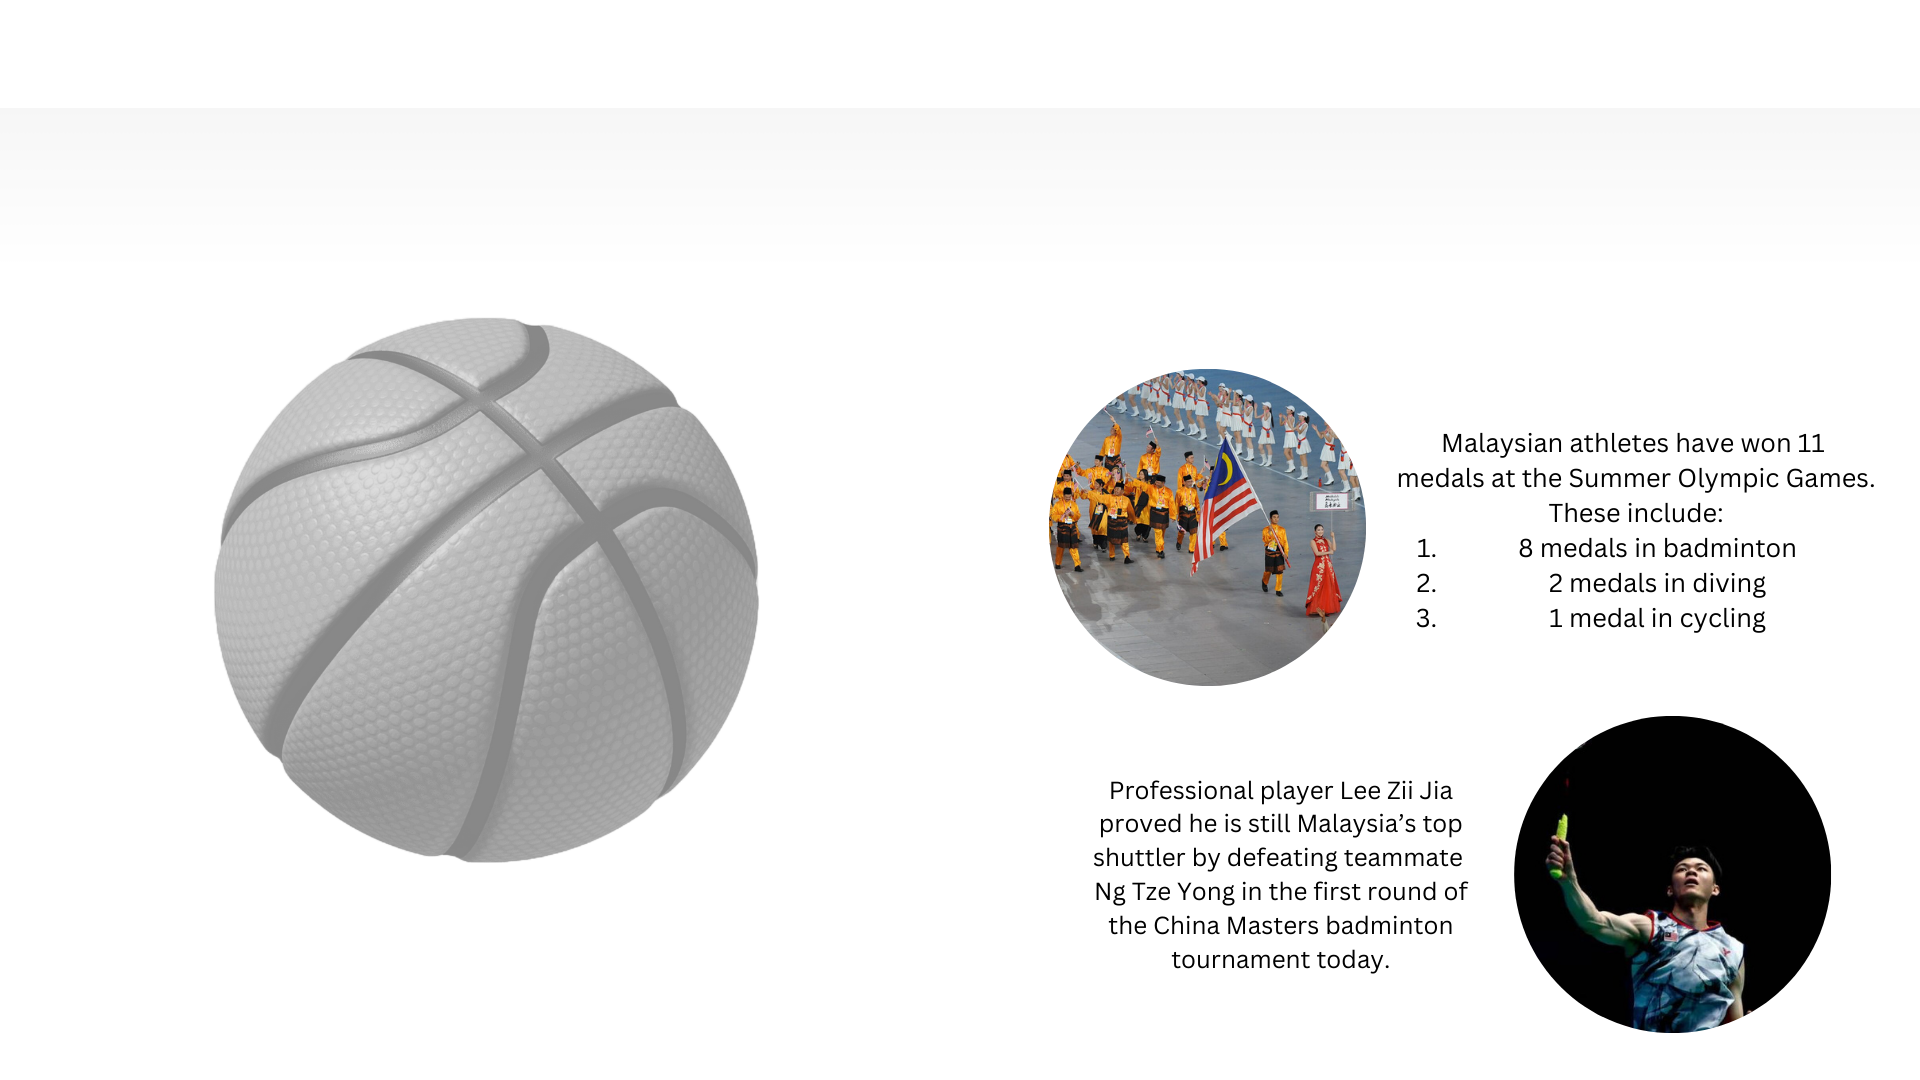 Malaysian athletes have won 11
medals at the Summer Olympic Games.
These include:
1. 8 medals in badminton
2. 2 medals in diving
3. 1 medal in cycling
Professional player Lee Zii Jia
proved he is still Malaysia’s top
shuttler by defeating teammate
Ng Tze Yong in the first round of
the China Masters badminton
tournament today.